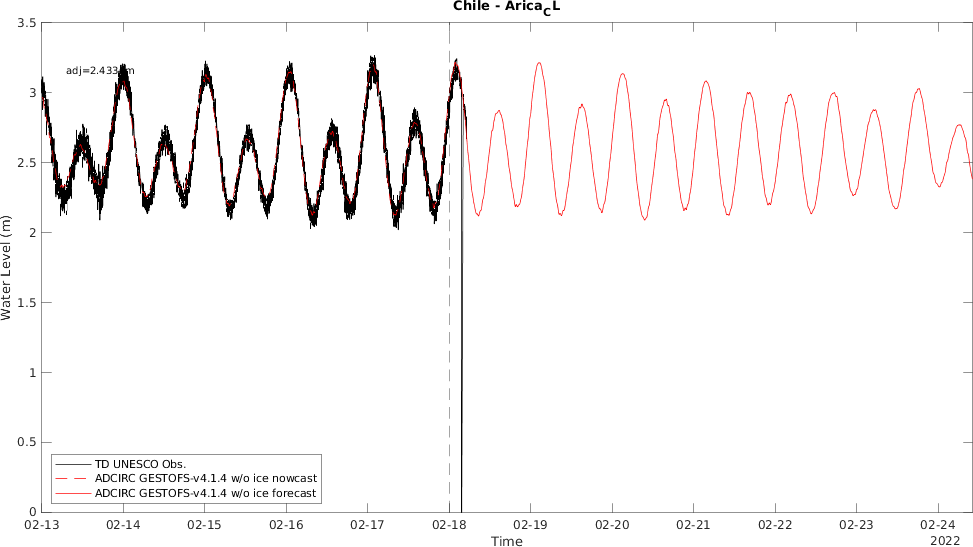 Chile - Arica_CL
adj=2.433 m
3.5
3
2.5
2
1.5
1
0.5
0
Water Level (m)
TD UNESCO Obs.
ADCIRC GESTOFS-v4.1.4 w/o ice nowcast
ADCIRC GESTOFS-v4.1.4 w/o ice forecast
02-13 02-14 02-15 02-16 02-17 02-18 02-19 02-20 02-21 02-22 02-23 02-24
Time
2022